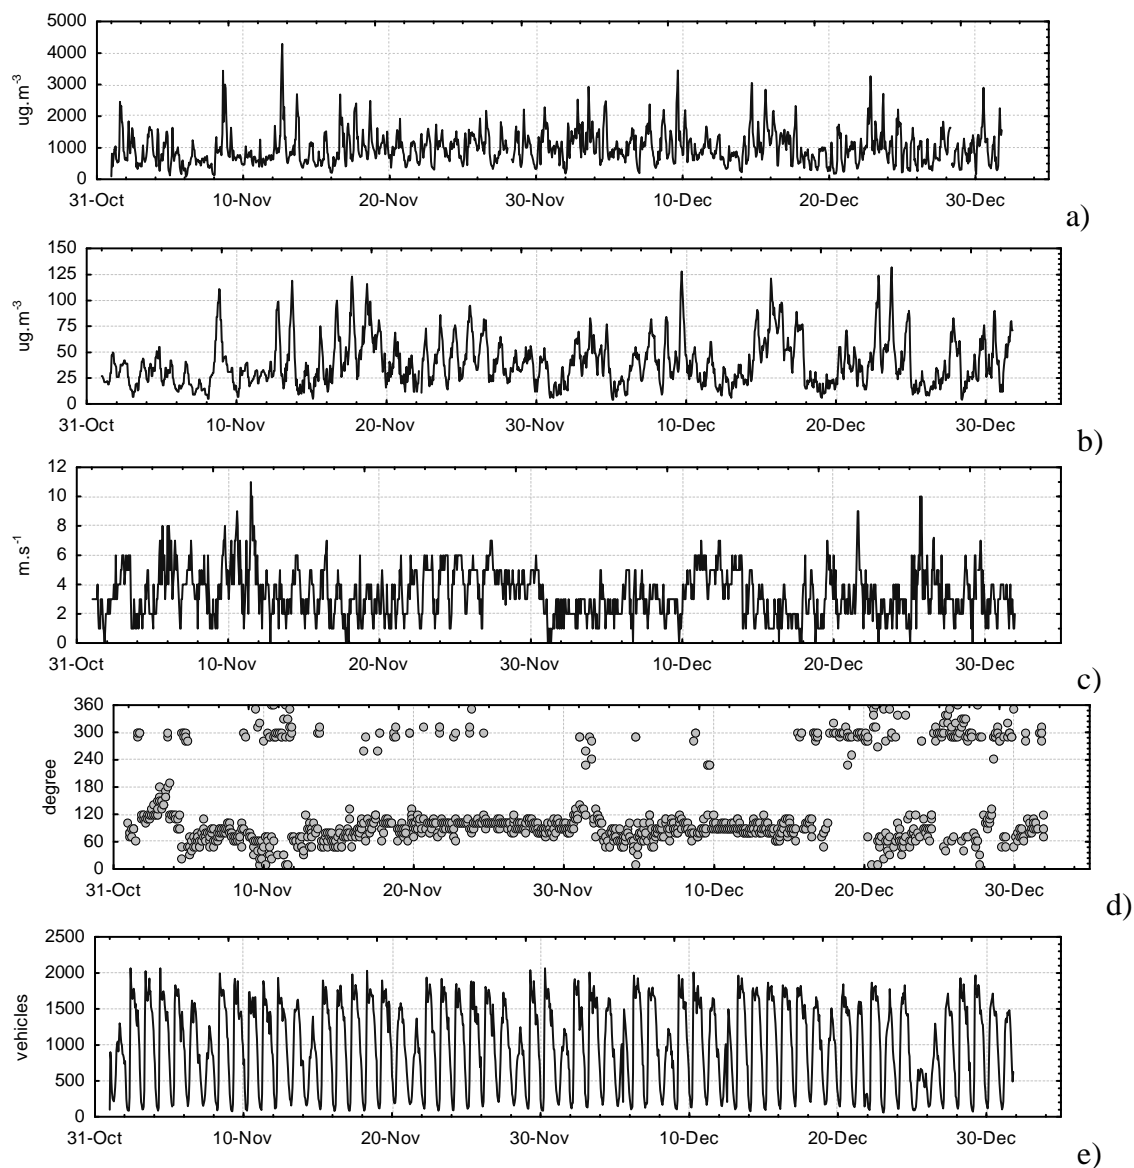 5000
4000
3000
2000
1000
0
ug.m-3
31-Oct 10-Nov 20-Nov 30-Nov 10-Dec 20-Dec 30-Dec
a)
150
125
100
75
50
25
0
ug.m-3
31-Oct 10-Nov 20-Nov 30-Nov 10-Dec 20-Dec 30-Dec
b)
12
10
8
6
4
2
0
m.s-1
31-Oct 10-Nov 20-Nov 30-Nov 10-Dec 20-Dec 30-Dec
c)
360
300
240
180
120
60
0
degree
31-Oct 10-Nov 20-Nov 30-Nov 10-Dec 20-Dec 30-Dec
d)
2500
2000
1500
1000
500
0
vehicles
31-Oct 10-Nov 20-Nov 30-Nov 10-Dec 20-Dec 30-Dec
e)